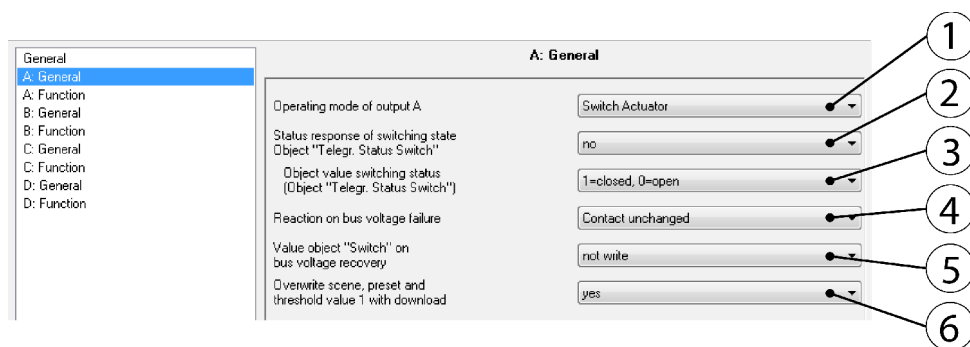 General
A: General
A: Function
B: General
B: Function
C: General
C: Function
D: General
D: Function
A: General
Operating mode of output A
Switch Actuator
1
Status response of switching state
Object "Telegr. Status Switch"
no
2
Object value switching status
(Object "Telegr. Status Switch")
1=closed, 0=open
3
Reaction on bus voltage failure
Contact unchanged
4
Value object "Switch" on
bus voltage recovery
not write
5
Overwrite scene, preset and
threshold value 1 with download
yes
6